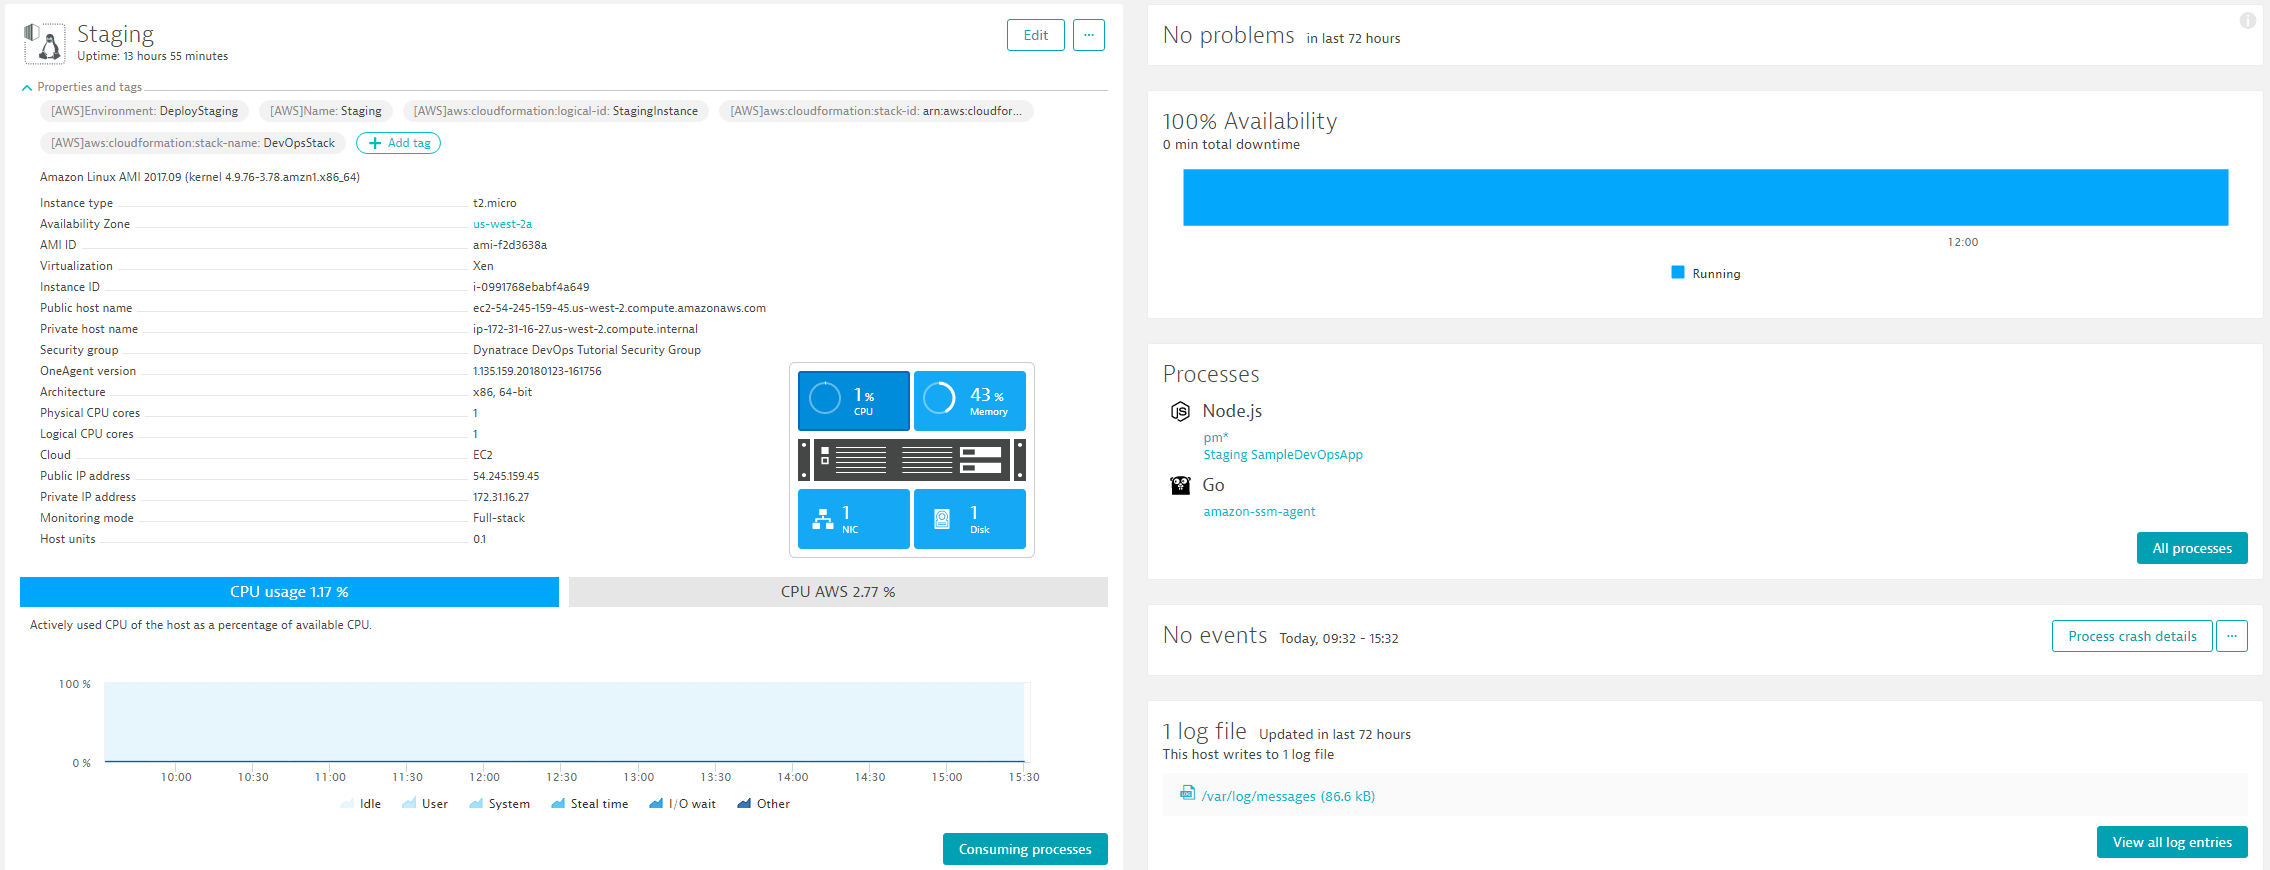 Staging
Uptime: 13 hours 55 minutes
Edit
...
Properties and tags
[AWS]Environment: DeployStaging
[AWS]Name: Staging
[AWS]aws:cloudformation:logical-id: StagingInstance
[AWS]aws:cloudformation:stack-id: arn:aws:cloudfor...
[AWS]aws:cloudformation:stack-name: DevOpsStack
Add tag
Amazon Linux AMI 2017.09 (kernel 4.9.76-3.78.amzn1.x86_64)
Instance type t2.micro
Availability Zone us-west-2a
AMI ID ami-f2d3638a
Virtualization Xen
Instance ID i-0991768ebabf4a649
Public host name ec2-54-245-159-45.us-west-2.compute.amazonaws.com
Private host name ip-172-31-16-27.us-west-2.compute.internal
Security group Dynatrace DevOps Tutorial Security Group
OneAgent version 1.135.159.20180123-161756
Architecture x86, 64-bit
Physical CPU cores 1
Logical CPU cores 1
Cloud EC2
Public IP address 54.245.159.45
Private IP address 172.31.16.27
Monitoring mode Full-stack
Host units 0.1
1 %
CPU
43 %
Memory
1
NIC
1
Disk
CPU usage 1.17 %
CPU AWS 2.77 %
Actively used CPU of the host as a percentage of available CPU.
100 %
0 %
10:00 10:30 11:00 11:30 12:00 12:30 13:00 13:30 14:00 14:30 15:00 15:30
Idle User System Steal time I/O wait Other
Consuming processes
No problems in last 72 hours
i
100% Availability
0 min total downtime
12:00
Running
Processes
JS
Node.js
pm*
Staging SampleDevOpsApp
Go
amazon-ssm-agent
All processes
No events Today, 09:32 - 15:32
Process crash details
...
1 log file Updated in last 72 hours
This host writes to 1 log file
LOG
/var/log/messages (86.6 kB)
View all log entries